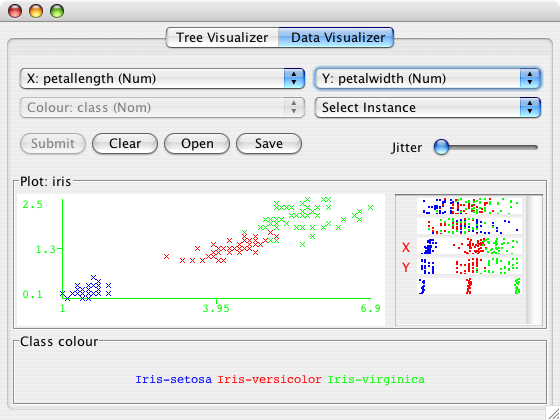 Tree Visualizer Data Visualizer
X: petallength (Num) Y: petalwidth (Num)
Colour: class (Nom) Select Instance
Submit Clear Open Save Jitter
Plot: iris
2.5
1.3
0.1
1 3.95 6.9
X
Y
Class colour
Iris-setosa Iris-versicolor Iris-virginica